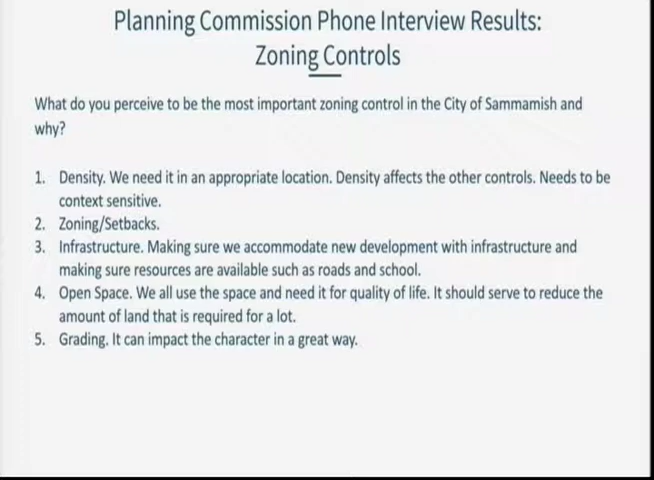 Planning Commission Phone Interview Results:
Zoning Controls
What do you perceive to be the most important zoning control in the City of Sammamish and
why?
1. Density. We need it in an appropriate location. Density affects the other controls. Needs to be
context sensitive.
2. Zoning/Setbacks.
3. Infrastructure. Making sure we accommodate new development with infrastructure and
making sure resources are available such as roads and school.
4. Open Space. We all use the space and need it for quality of life. It should serve to reduce the
amount of land that is required for a lot.
5. Grading. It can impact the character in a great way.